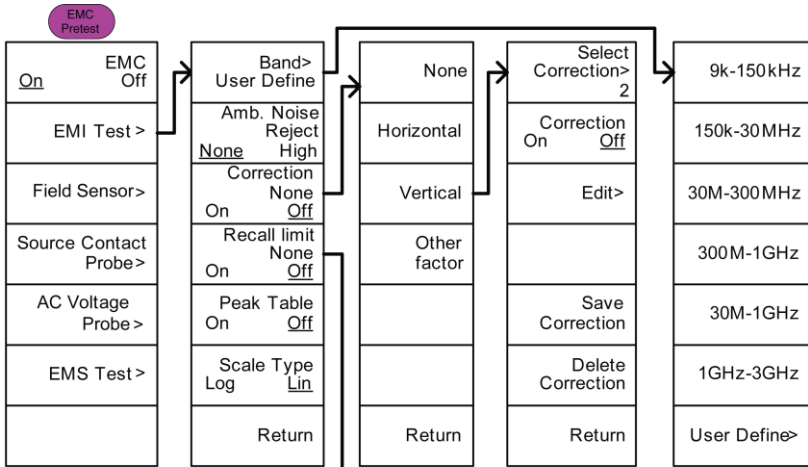 EMC
Pretest
EMC
On Off
EMI Test >
Field Sensor>
Source Contact
Probe>
AC Voltage
Probe >
EMS Test >
Band>
User Define
Amb. Noise
Reject
None High
Correction
None
On Off
Recall limit
None
On Off
Peak Table
On Off
Scale Type
Log Lin
Return
None
Horizontal
Vertical
Other
factor
Return
Select
Correction>
2
Correction
On Off
Edit>
Save
Correction
Delete
Correction
Return
9k-150kHz
150k-30MHz
30M-300MHz
300M-1GHz
30M-1GHz
1GHz-3GHz
User Define>